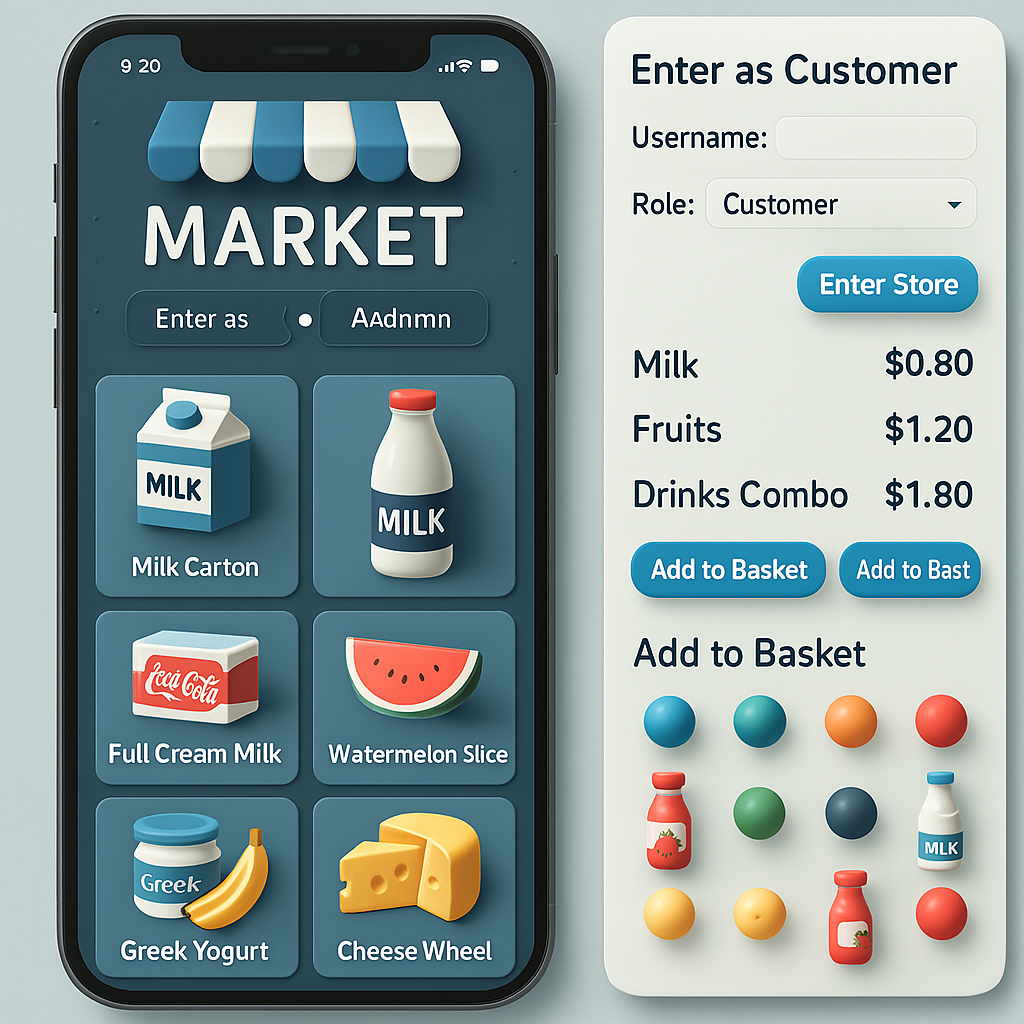 9 20
MARKET
Enter as
Aadnmn
MILK
Milk Carton
MILK
Full Cream Milk
Watermelon Slice
Greek
Greek Yogurt
Cheese Wheel
Enter as Customer
Username:
Role: Customer
Enter Store
Milk $0.80
Fruits $1.20
Drinks Combo $1.80
Add to Basket
Add to Bast
Add to Basket
MLK